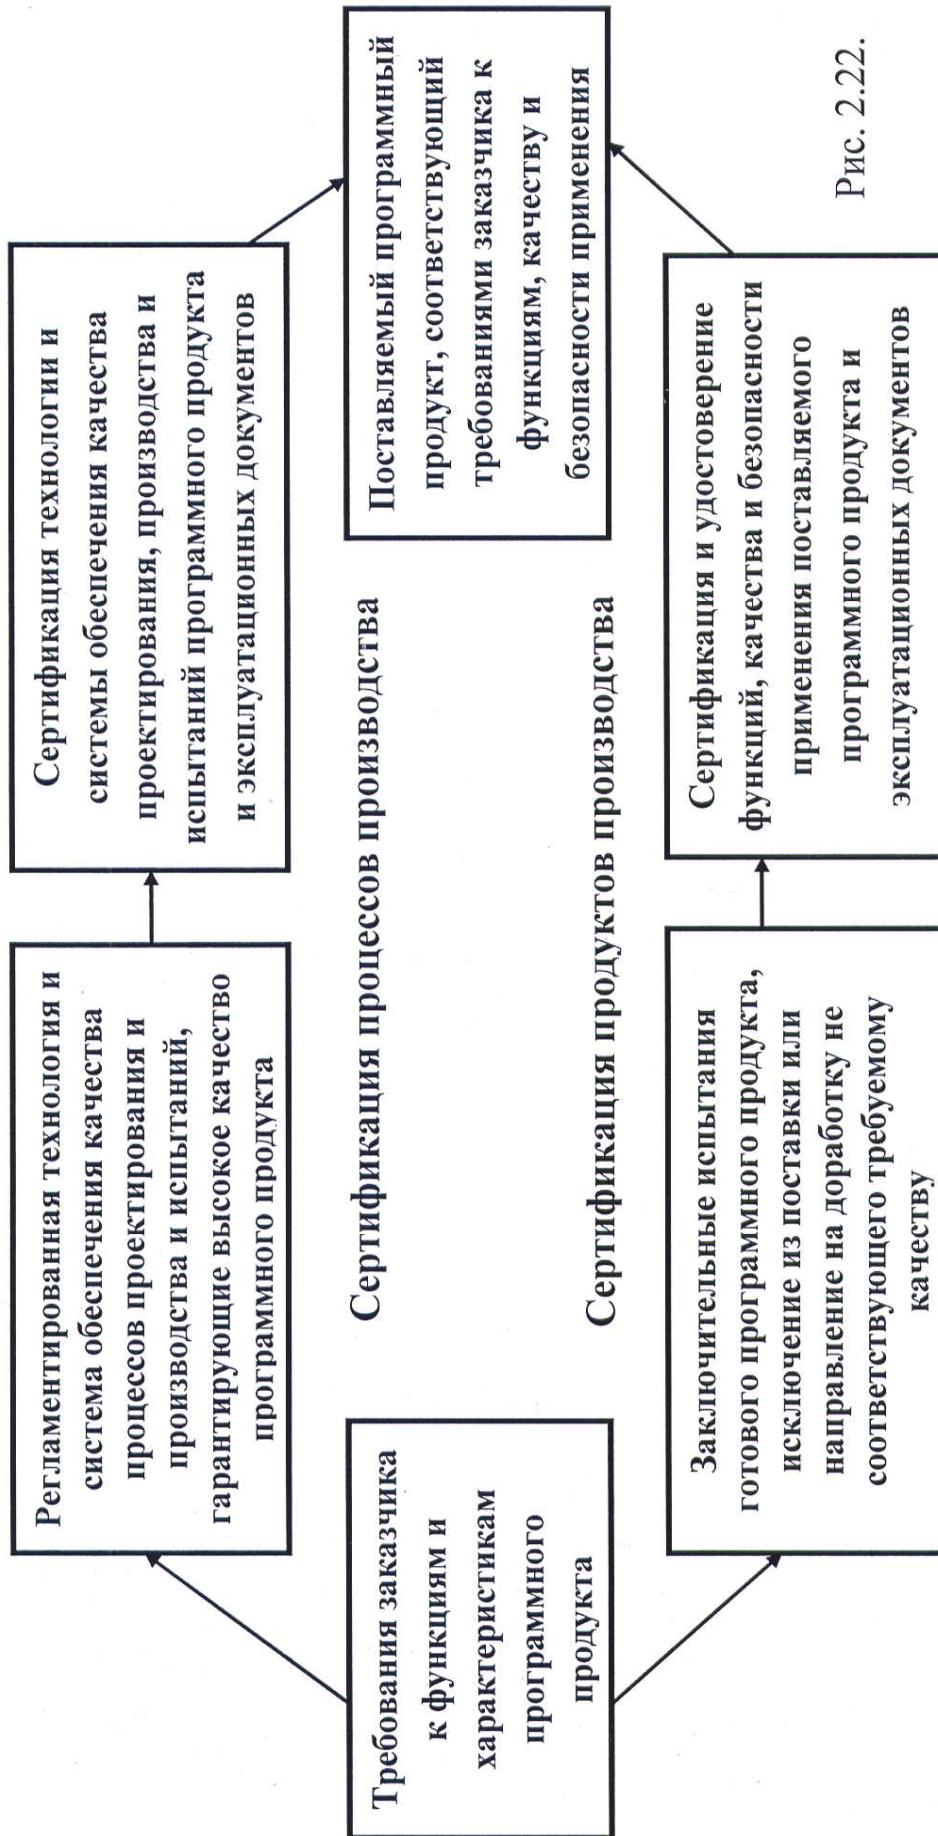 Регламентированная технология и
система обеспечения качества
процессов проектирования и
производства и испытаний,
гарантирующие высокое качество
программного продукта
Сертификация технологии и
системы обеспечения качества
проектирования, производства и
испытаний программного продукта
и эксплуатационных документов
Требования заказчика
к функциям и
характеристикам
программного
продукта
Сертификация процессов производства
Сертификация продуктов производства
Поставляемый программный
продукт, соответствующий
требованиями заказчика к
функциям, качеству и
безопасности применения
Заключительные испытания
готового программного продукта,
исключение из поставки или
направление на доработку не
соответствующего требуемому
качеству
Сертификация и удостоверение
функций, качества и безопасности
применения поставляемого
программного продукта и
эксплуатационных документов
Рис. 2.22.